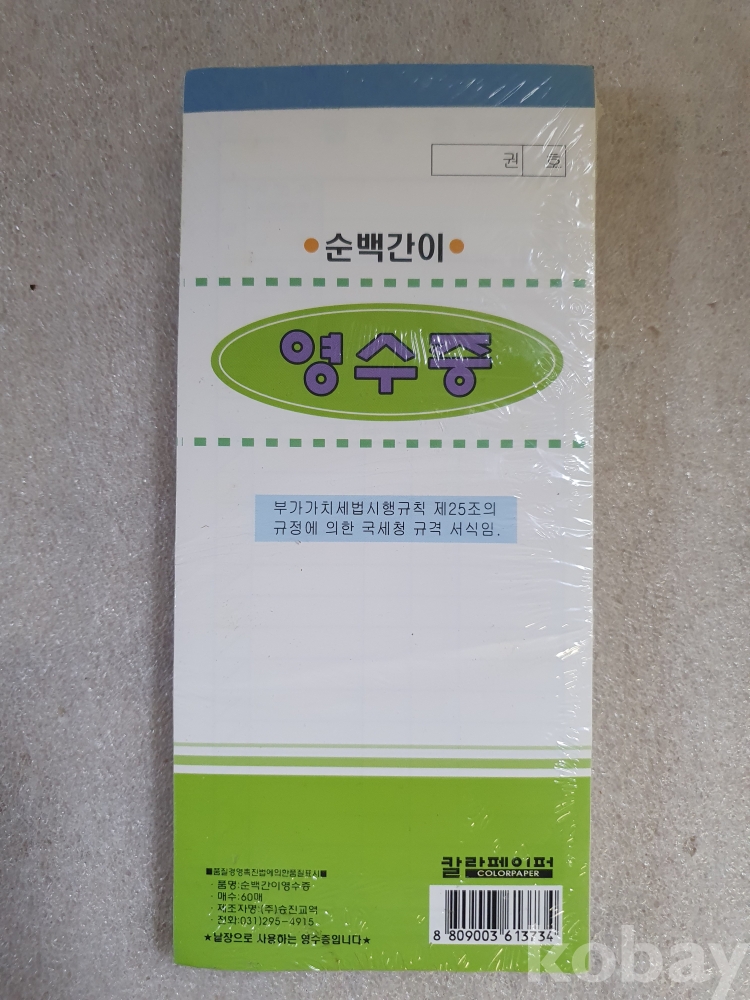 권 호
순백간이
영수증
부가가치세법시행규칙 제25조의
규정에 의한 국세청 규격 서식임.
칼라페이퍼
COLORPAPER
■품질경영촉진법에의한품질표시■
· 품명:순백간이영수증
· 매수:60매
· 제조자명:(주)승진교역
· 전화:031)295-4915
★낱장으로 사용하는 영수증입니다★
8 809003 613734
kobay